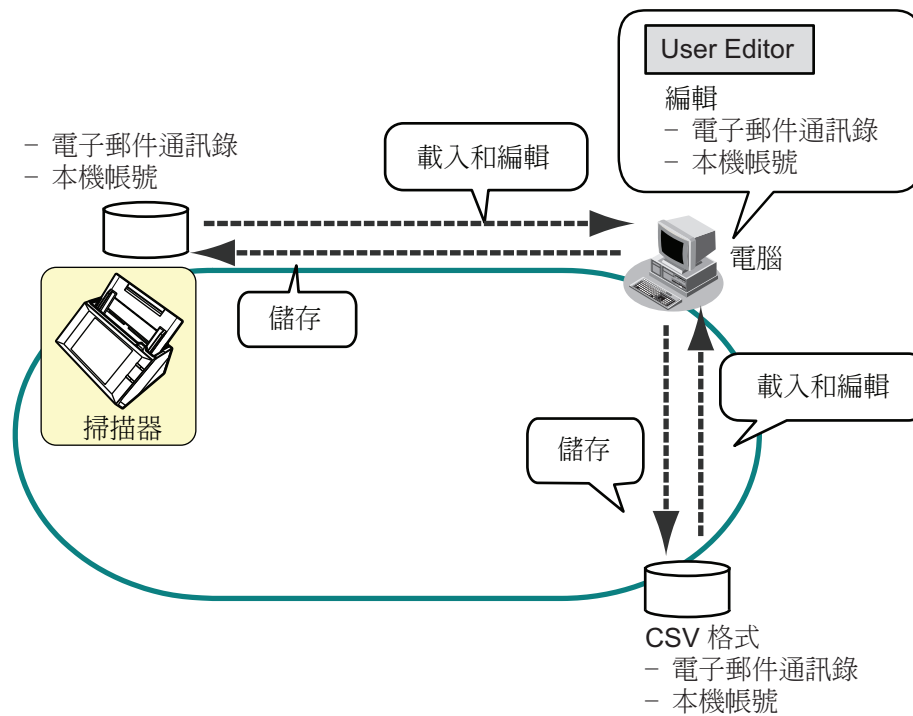 User Editor
編輯
− 電子郵件通訊錄
− 本機帳號
− 電子郵件通訊錄
− 本機帳號
載入和編輯
電腦
儲存
掃描器
載入和編輯
儲存
CSV 格式
− 電子郵件通訊錄
− 本機帳號